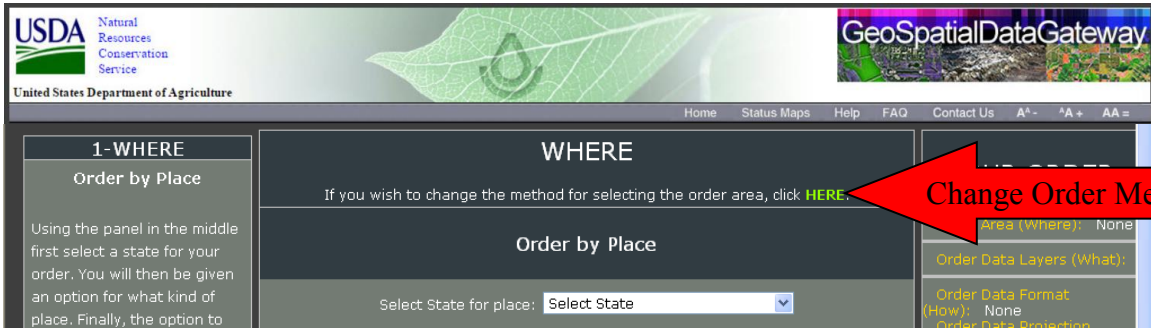 USDA
Natural
Resources
Conservation
Service
United States Department of Agriculture
GeoSpatialDataGateway
Home Status Maps Help FAQ Contact Us Aᴬ - ᴬA + AA =
1-WHERE
Order by Place
Using the panel in the middle
first select a state for your
order. You will then be given
an option for what kind of
place. Finally, the option to
WHERE
If you wish to change the method for selecting the order area, click HERE.
Order by Place
Select State for place: Select State
ORDER
Change Order Me
Area (Where): None
Order Data Layers (What):
Order Data Format
(How): None
Order Data Projection